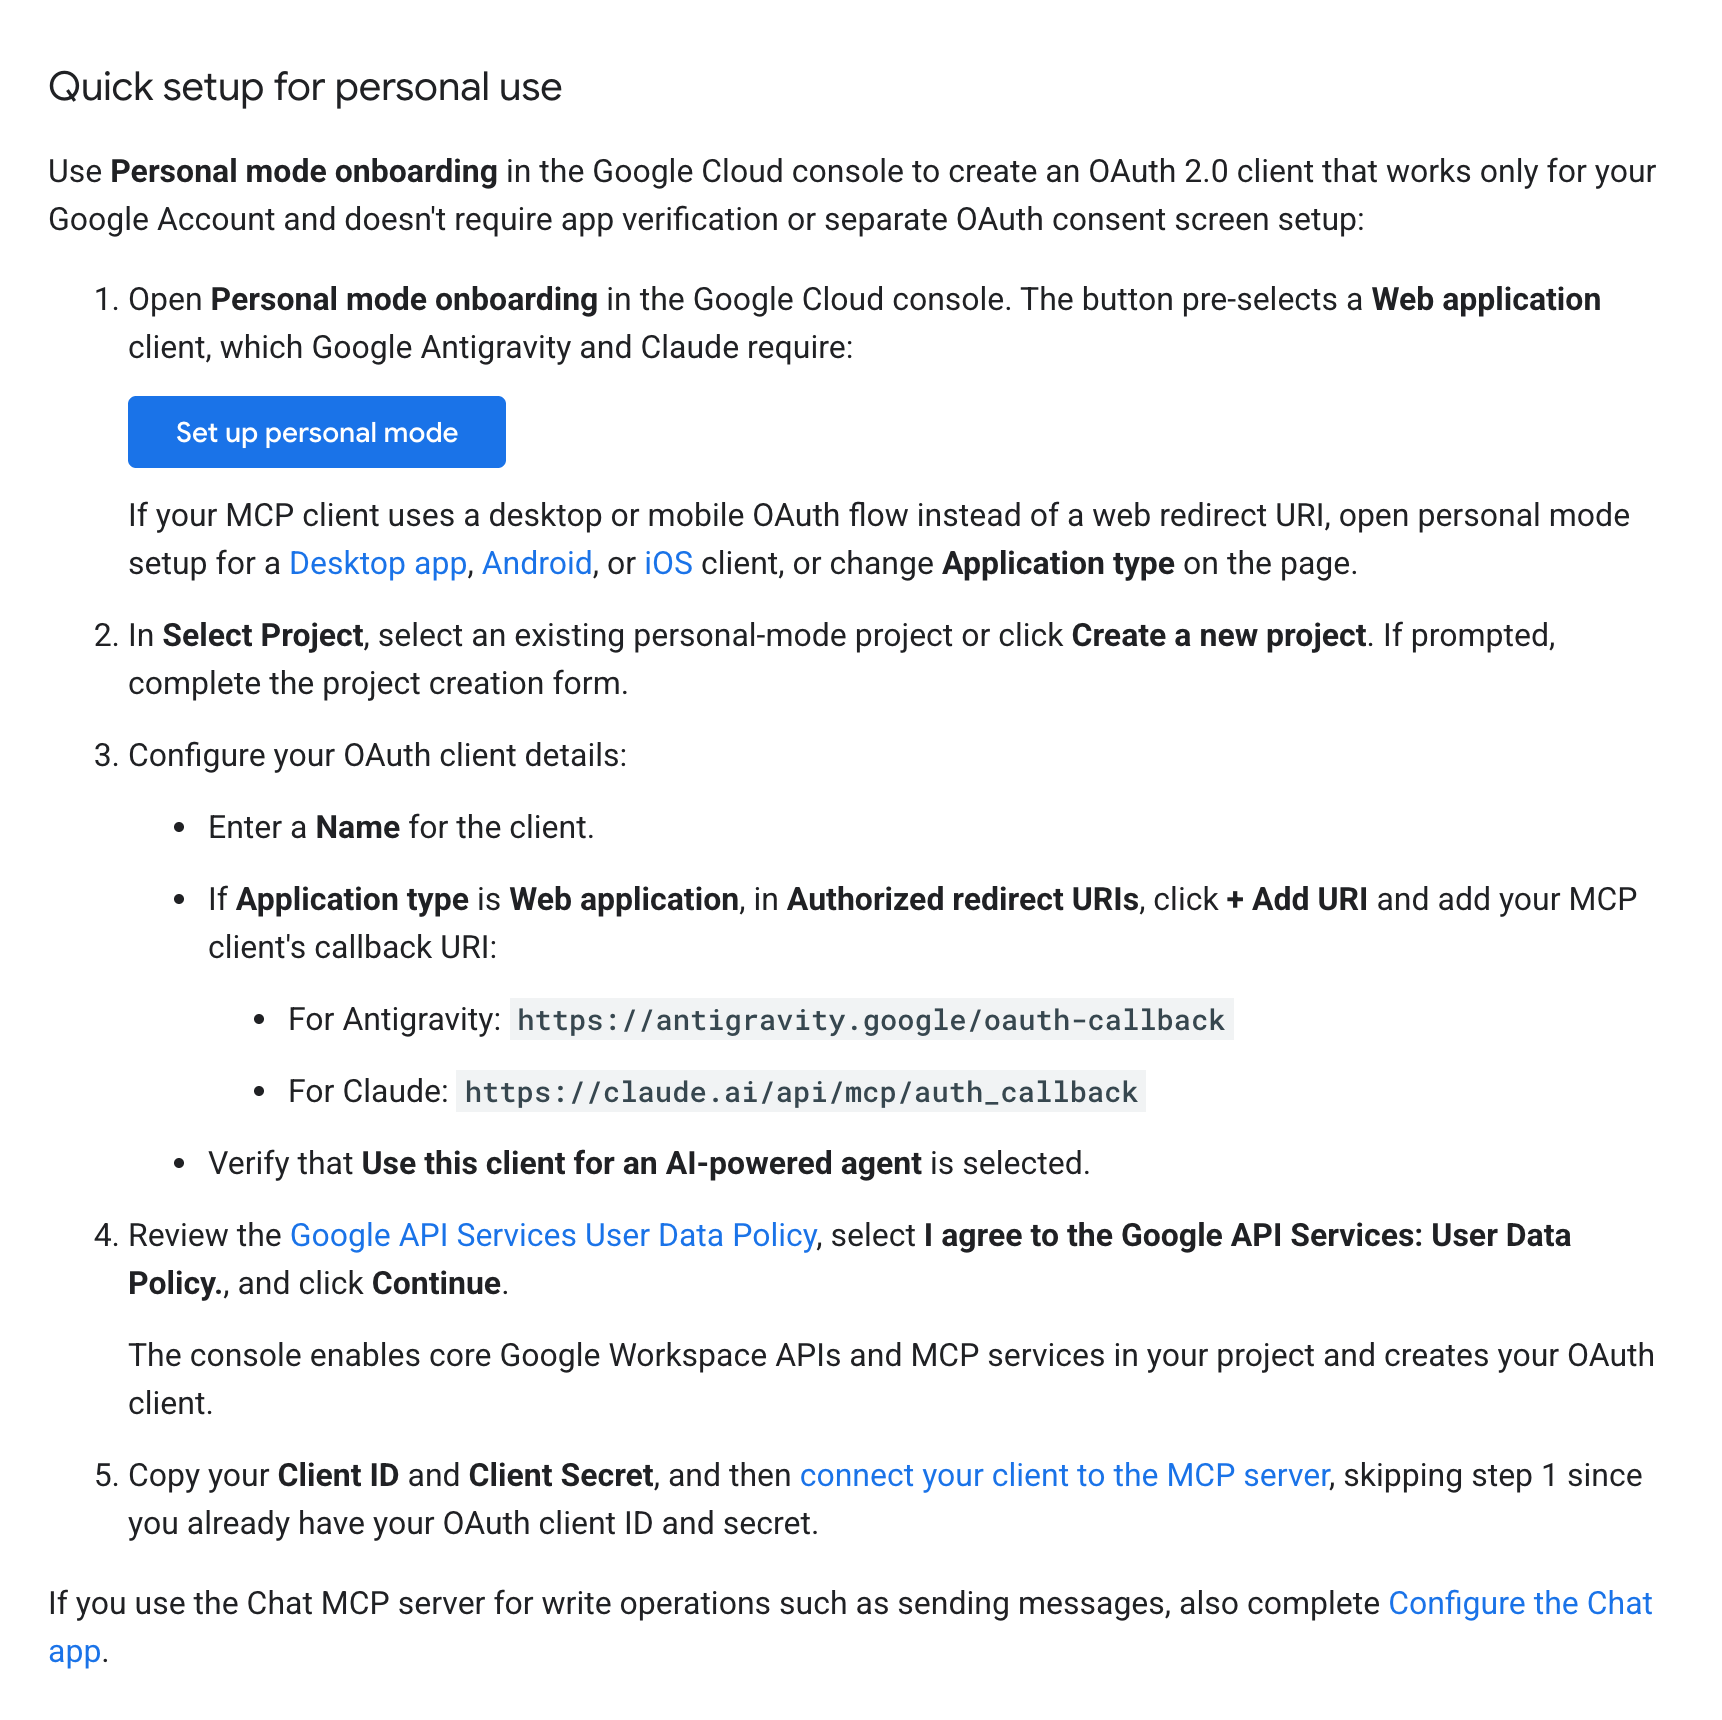 Quick setup for personal use
Use Personal mode onboarding in the Google Cloud console to create an OAuth 2.0 client that works only for your
Google Account and doesn't require app verification or separate OAuth consent screen setup:
1. Open Personal mode onboarding in the Google Cloud console. The button pre-selects a Web application
client, which Google Antigravity and Claude require:
Set up personal mode
If your MCP client uses a desktop or mobile OAuth flow instead of a web redirect URI, open personal mode
setup for a Desktop app, Android, or iOS client, or change Application type on the page.
2. In Select Project, select an existing personal-mode project or click Create a new project. If prompted,
complete the project creation form.
3. Configure your OAuth client details:
• Enter a Name for the client.
• If Application type is Web application, in Authorized redirect URIs, click + Add URI and add your MCP
client's callback URI:
• For Antigravity: https://antigravity.google/oauth-callback
• For Claude: https://claude.ai/api/mcp/auth_callback
• Verify that Use this client for an AI-powered agent is selected.
4. Review the Google API Services User Data Policy, select I agree to the Google API Services: User Data
Policy., and click Continue.
The console enables core Google Workspace APIs and MCP services in your project and creates your OAuth
client.
5. Copy your Client ID and Client Secret, and then connect your client to the MCP server, skipping step 1 since
you already have your OAuth client ID and secret.
If you use the Chat MCP server for write operations such as sending messages, also complete Configure the Chat
app.